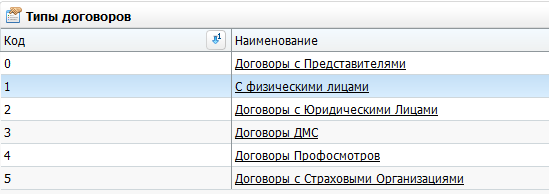 Типы договоров
Код 1 Наименование
0 Договоры с Представителями
1 С физическими лицами
2 Договоры с Юридическими Лицами
3 Договоры ДМС
4 Договоры Профосмотров
5 Договоры с Страховыми Организациями